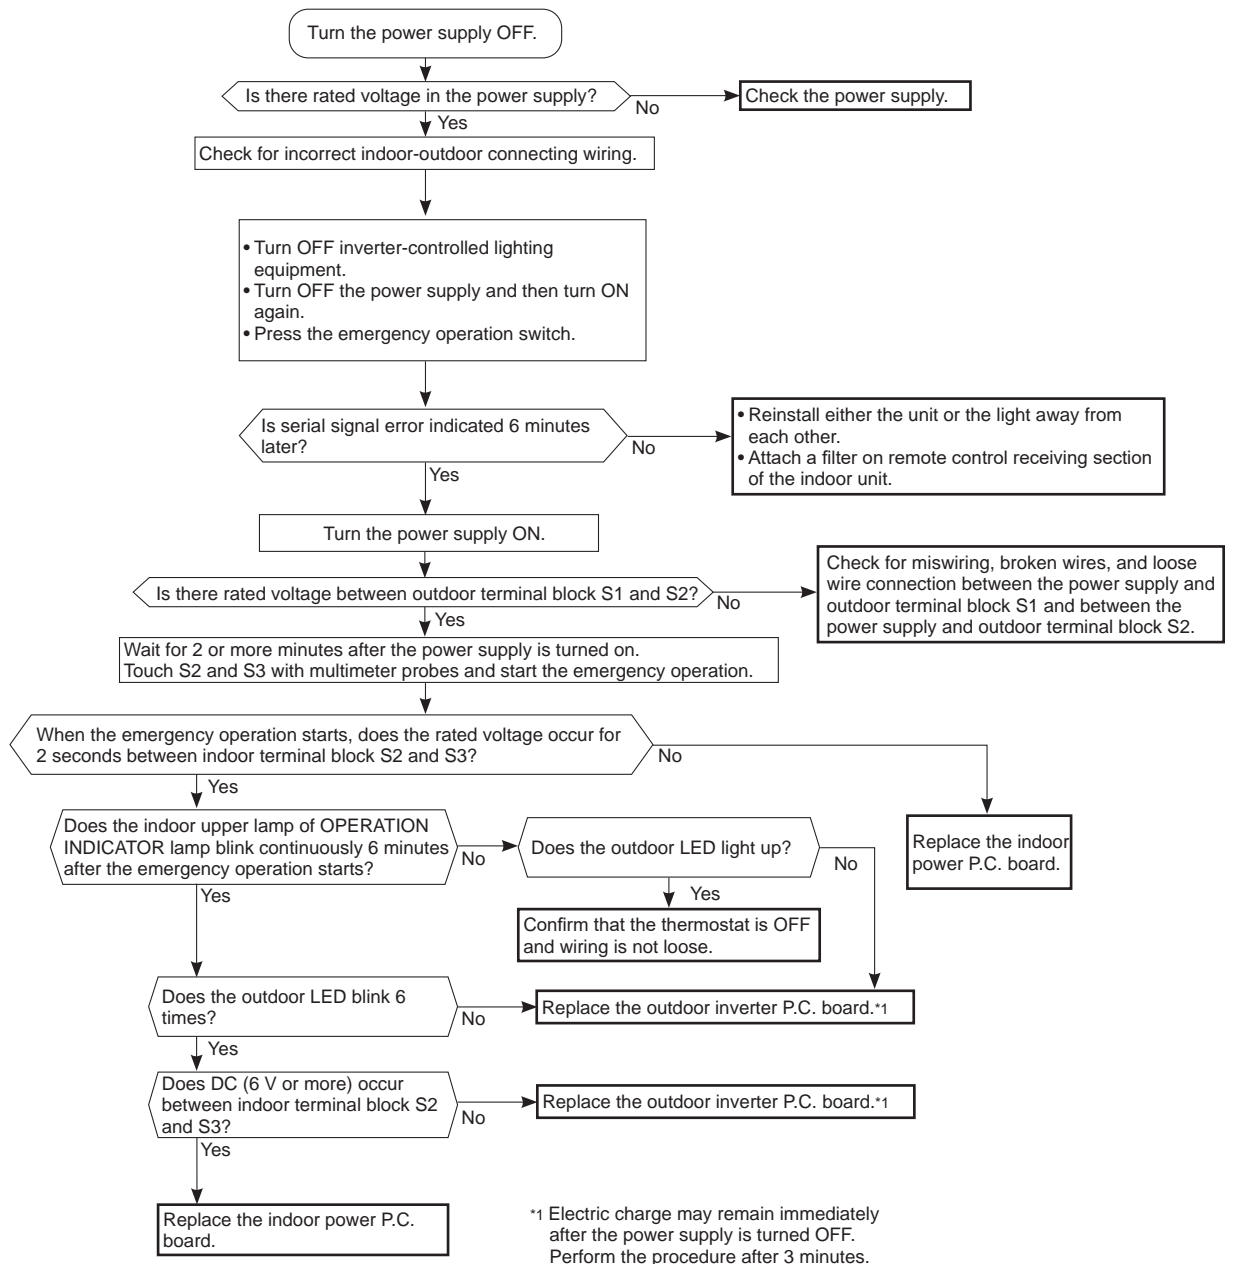 Turn the power supply OFF.
Is there rated voltage in the power supply?
No
Check the power supply.
Yes
Check for incorrect indoor-outdoor connecting wiring.
• Turn OFF inverter-controlled lighting
equipment.
• Turn OFF the power supply and then turn ON
again.
• Press the emergency operation switch.
Is serial signal error indicated 6 minutes
later?
No
• Reinstall either the unit or the light away from
each other.
• Attach a filter on remote control receiving section
of the indoor unit.
Yes
Turn the power supply ON.
Is there rated voltage between outdoor terminal block S1 and S2?
No
Check for miswiring, broken wires, and loose
wire connection between the power supply and
outdoor terminal block S1 and between the
power supply and outdoor terminal block S2.
Yes
Wait for 2 or more minutes after the power supply is turned on.
Touch S2 and S3 with multimeter probes and start the emergency operation.
When the emergency operation starts, does the rated voltage occur for
2 seconds between indoor terminal block S2 and S3?
No
Replace the indoor
power P.C. board.
Yes
Does the indoor upper lamp of OPERATION
INDICATOR lamp blink continuously 6 minutes
after the emergency operation starts?
No
Does the outdoor LED light up?
No
Yes
Confirm that the thermostat is OFF
and wiring is not loose.
Yes
Does the outdoor LED blink 6
times?
No
Replace the outdoor inverter P.C. board.*1
Yes
Does DC (6 V or more) occur
between indoor terminal block S2
and S3?
No
Replace the outdoor inverter P.C. board.*1
Yes
Replace the indoor power P.C.
board.
*1 Electric charge may remain immediately
after the power supply is turned OFF.
Perform the procedure after 3 minutes.